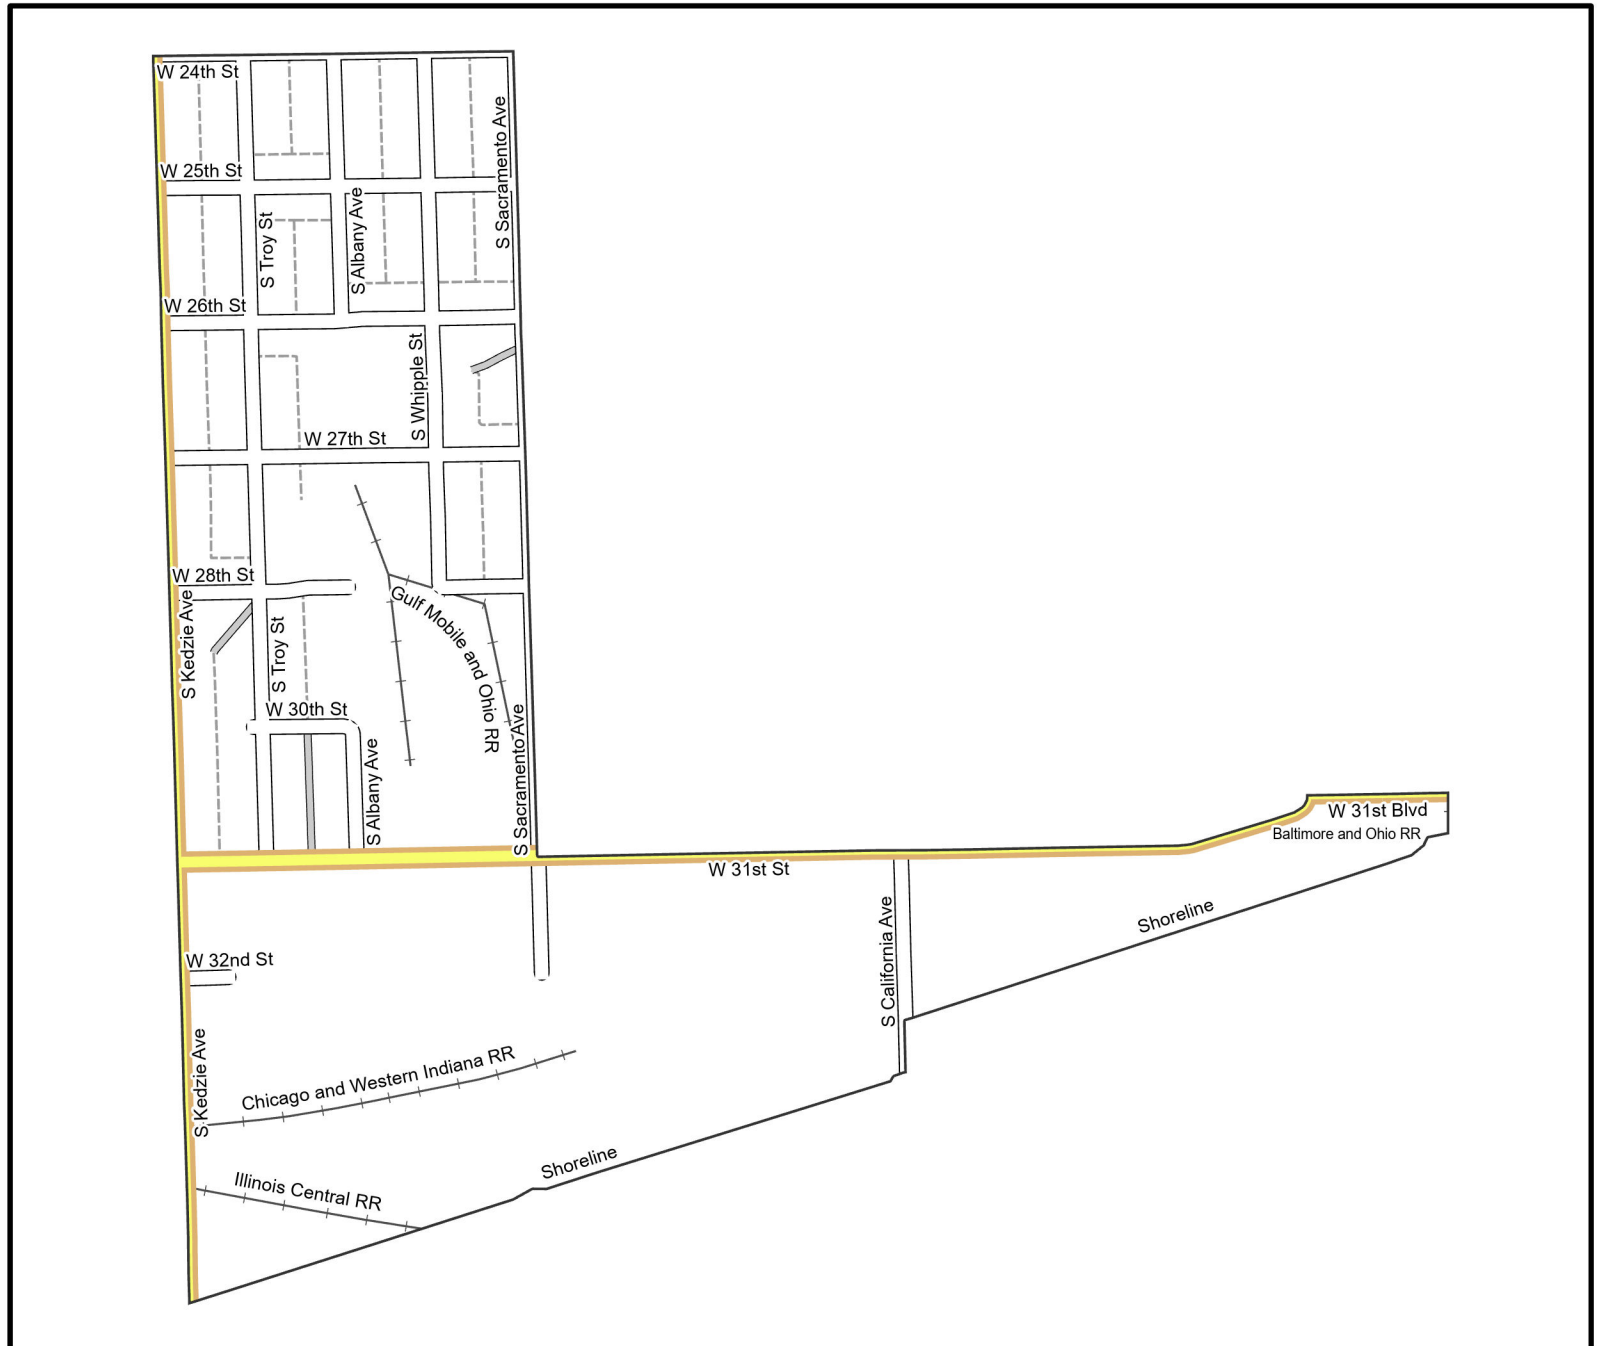 W 24th St
S Sacramento Ave
W 25th St
S Troy St
S Albany Ave
W 26th St
S Whipple St
W 27th St
W 28th St
S Kedzie Ave
Gulf Mobile and Ohio RR
S Troy St
W 30th St
S Albany Ave
S Sacramento Ave
W 31st Blvd
Baltimore and Ohio RR
W 31st St
S California Ave
Shoreline
W 32nd St
S Kedzie Ave
Chicago and Western Indiana RR
Shoreline
Illinois Central RR